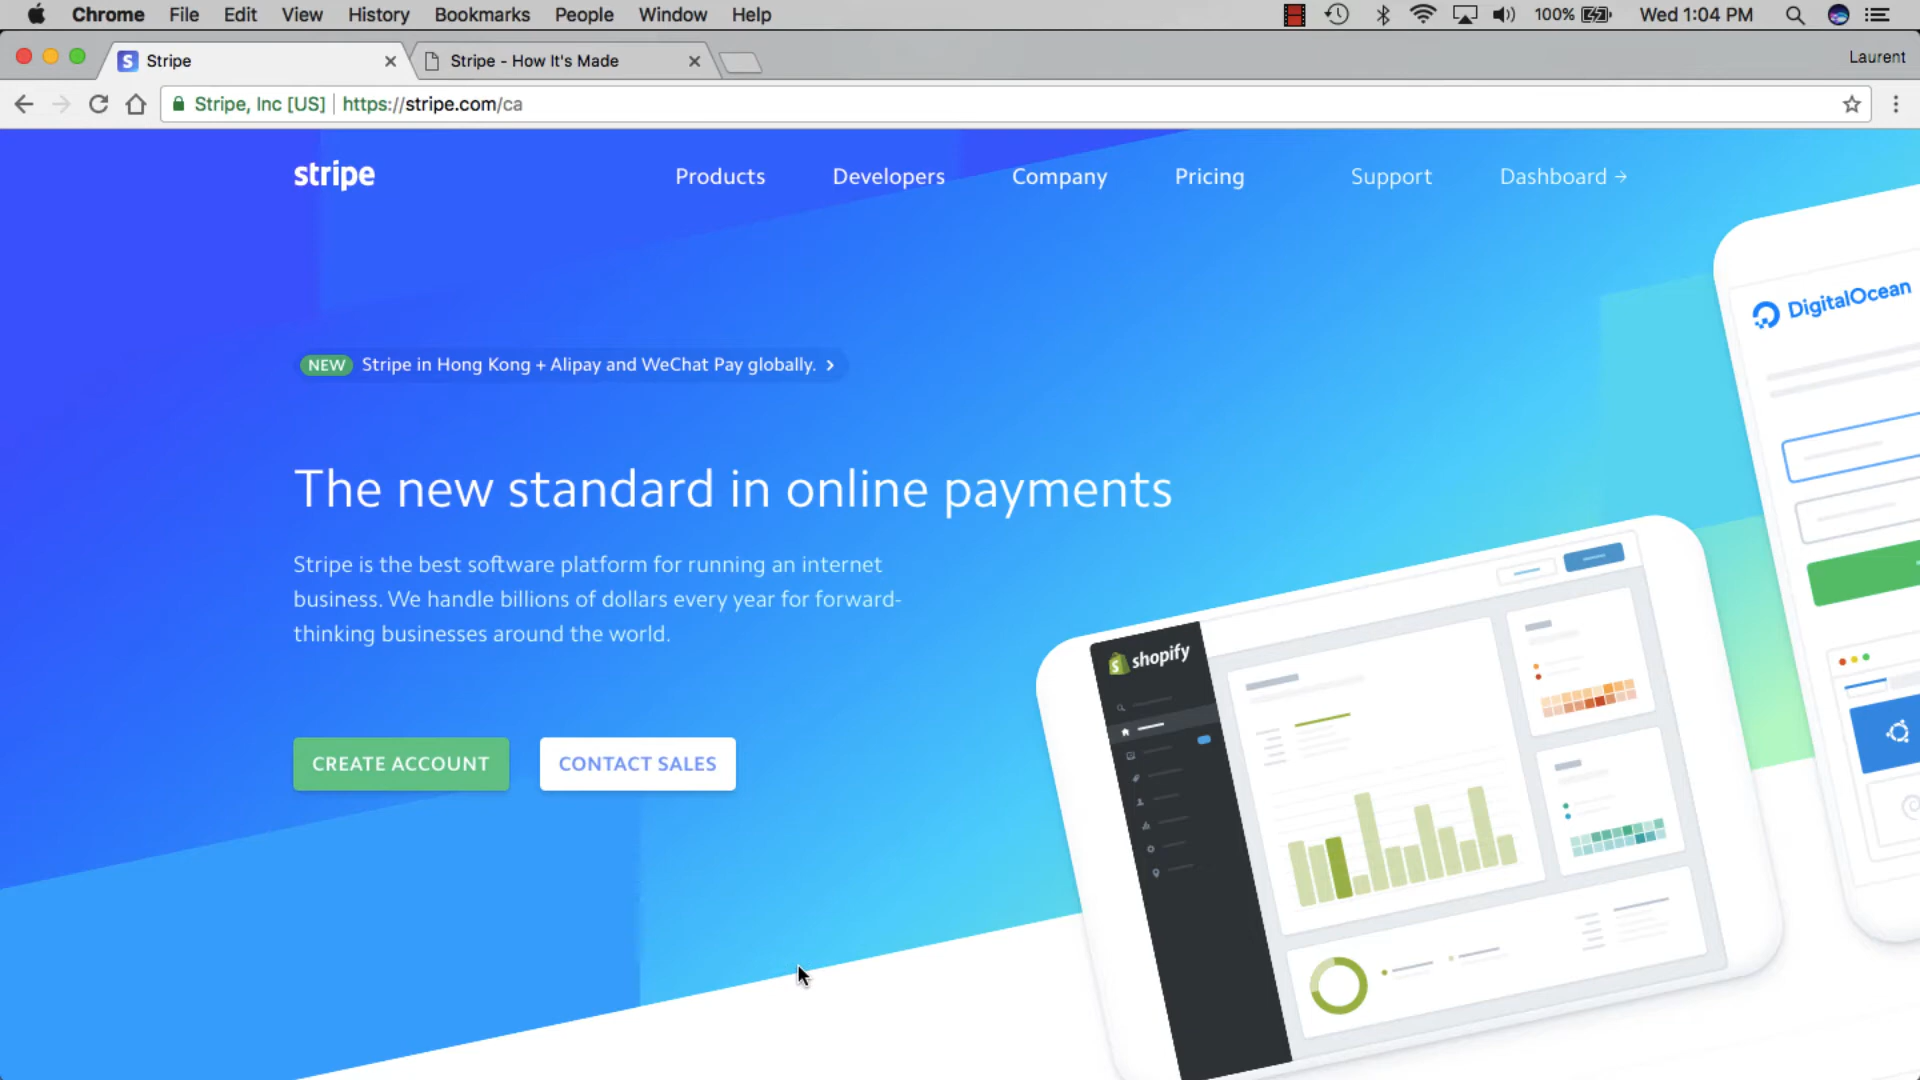 Chrome File Edit View History Bookmarks People Window Help 100% Wed 1:04 PM
Stripe Stripe - How It's Made Laurent
Stripe, Inc [US] https://stripe.com/ca
stripe Products Developers Company Pricing Support Dashboard →
DigitalOcean
NEW Stripe in Hong Kong + Alipay and WeChat Pay globally.
The new standard in online payments
Stripe is the best software platform for running an internet
business. We handle billions of dollars every year for forward-
thinking businesses around the world.
shopify
CREATE ACCOUNT CONTACT SALES